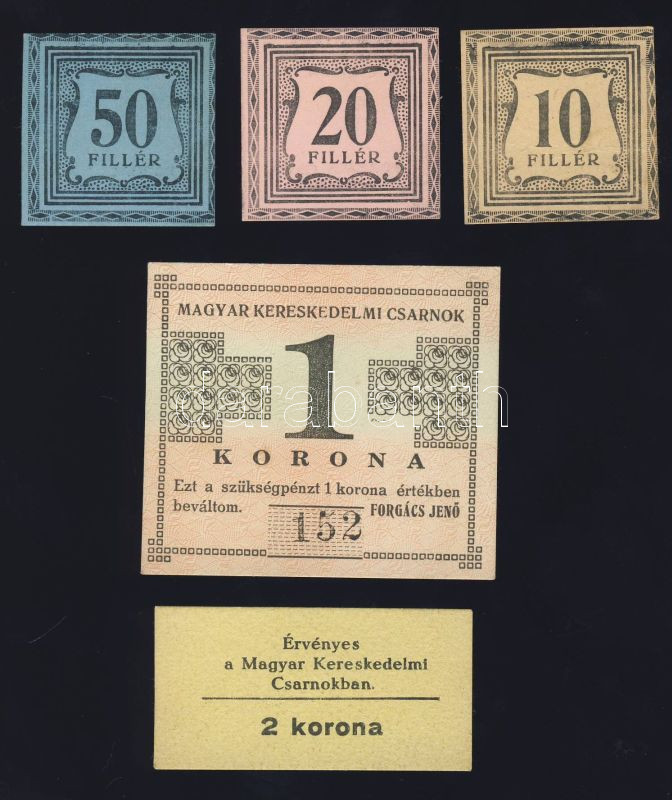 50
FILLÉR
20
FILLÉR
10
FILLÉR
MAGYAR KERESKEDELMI CSARNOK
1
KORONA
Ezt a szükségpénzt 1 korona értékben
beváltom.
152
FORGÁCS JENŐ
darabanth
Érvényes
a Magyar Kereskedelmi
Csarnokban.
2 korona